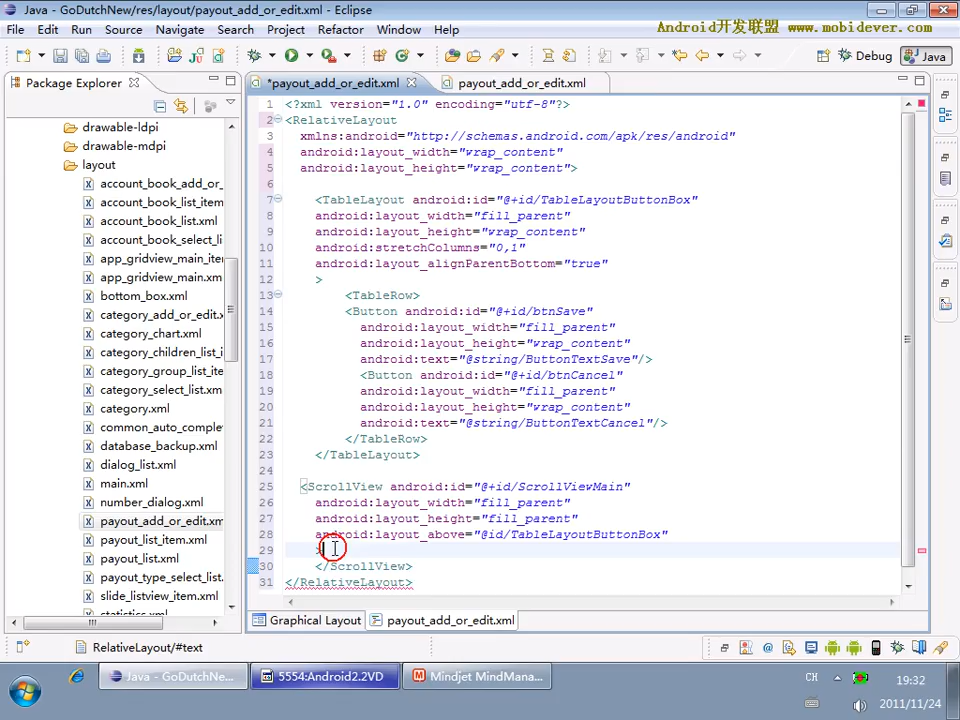 Java - GoDutchNew/res/layout/payout_add_or_edit.xml - Eclipse
File Edit Run Source Navigate Search Project Refactor Window Help
Android开发联盟 www.mobidever.com
Debug Java
Package Explorer
*payout_add_or_edit.xml payout_add_or_edit.xml
drawable-ldpi
drawable-mdpi
layout
account_book_add_or_
account_book_list_item
account_book_list.xml
account_book_select_li
app_gridview_main_iter
app_gridview_main.xml
bottom_box.xml
category_add_or_edit.x
category_chart.xml
category_children_list_i
category_group_list_ite
category_select_list.xm
category.xml
common_auto_comple
database_backup.xml
dialog_list.xml
main.xml
number_dialog.xml
payout_add_or_edit.xm
payout_list_item.xml
payout_list.xml
payout_type_select_list
slide_listview_item.xml
statistics.xml
1 <?xml version="1.0" encoding="utf-8"?>
2 <RelativeLayout
3 xmlns:android="http://schemas.android.com/apk/res/android"
4 android:layout_width="wrap_content"
5 android:layout_height="wrap_content">
6
7 <TableLayout android:id="@+id/TableLayoutButtonBox"
8 android:layout_width="fill_parent"
9 android:layout_height="wrap_content"
10 android:stretchColumns="0,1"
11 android:layout_alignParentBottom="true"
12 >
13 <TableRow>
14 <Button android:id="@+id/btnSave"
15 android:layout_width="fill_parent"
16 android:layout_height="wrap_content"
17 android:text="@string/ButtonTextSave"/>
18 <Button android:id="@+id/btnCancel"
19 android:layout_width="fill_parent"
20 android:layout_height="wrap_content"
21 android:text="@string/ButtonTextCancel"/>
22 </TableRow>
23 </TableLayout>
24
25 <ScrollView android:id="@+id/ScrollViewMain"
26 android:layout_width="fill_parent"
27 android:layout_height="fill_parent"
28 android:layout_above="@id/TableLayoutButtonBox"
29 >
30 </ScrollView>
31 </RelativeLayout>
Graphical Layout payout_add_or_edit.xml
RelativeLayout/#text
Java - GoDutchNe... 5554:Android2.2VD Mindjet MindMana...
CH 19:32
2011/11/24